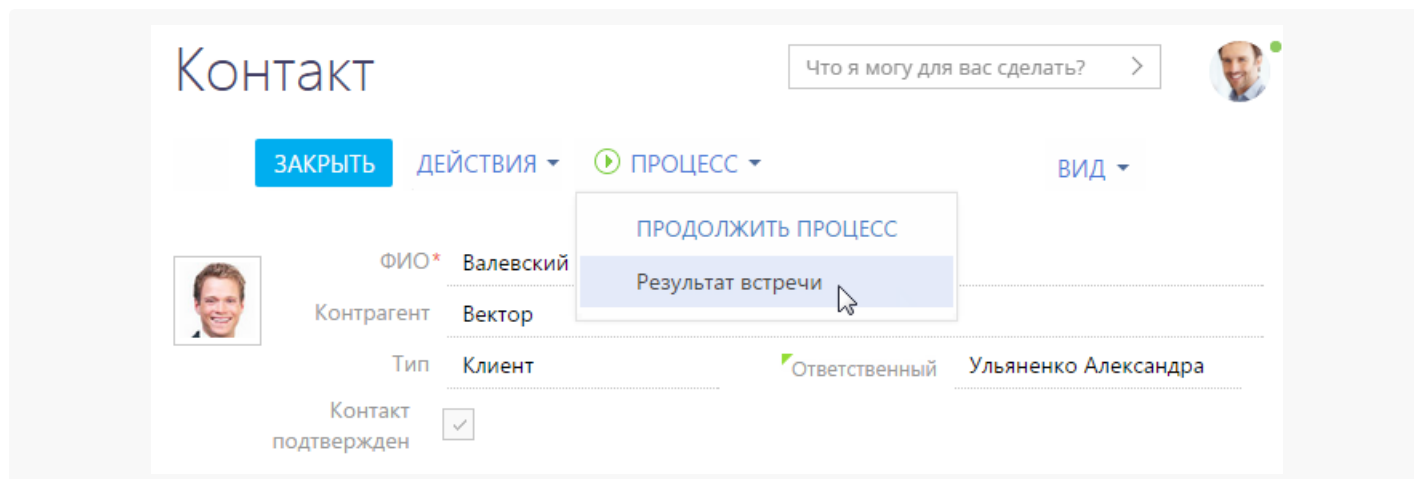 Контакт
Что я могу для вас сделать?
ЗАКРЫТЬ ДЕЙСТВИЯ ПРОЦЕСС ВИД
ПРОДОЛЖИТЬ ПРОЦЕСС
ФИО* Валевский
Результат встречи
Контрагент Вектор
Тип Клиент Ответственный Ульяненко Александра
Контакт
подтвержден